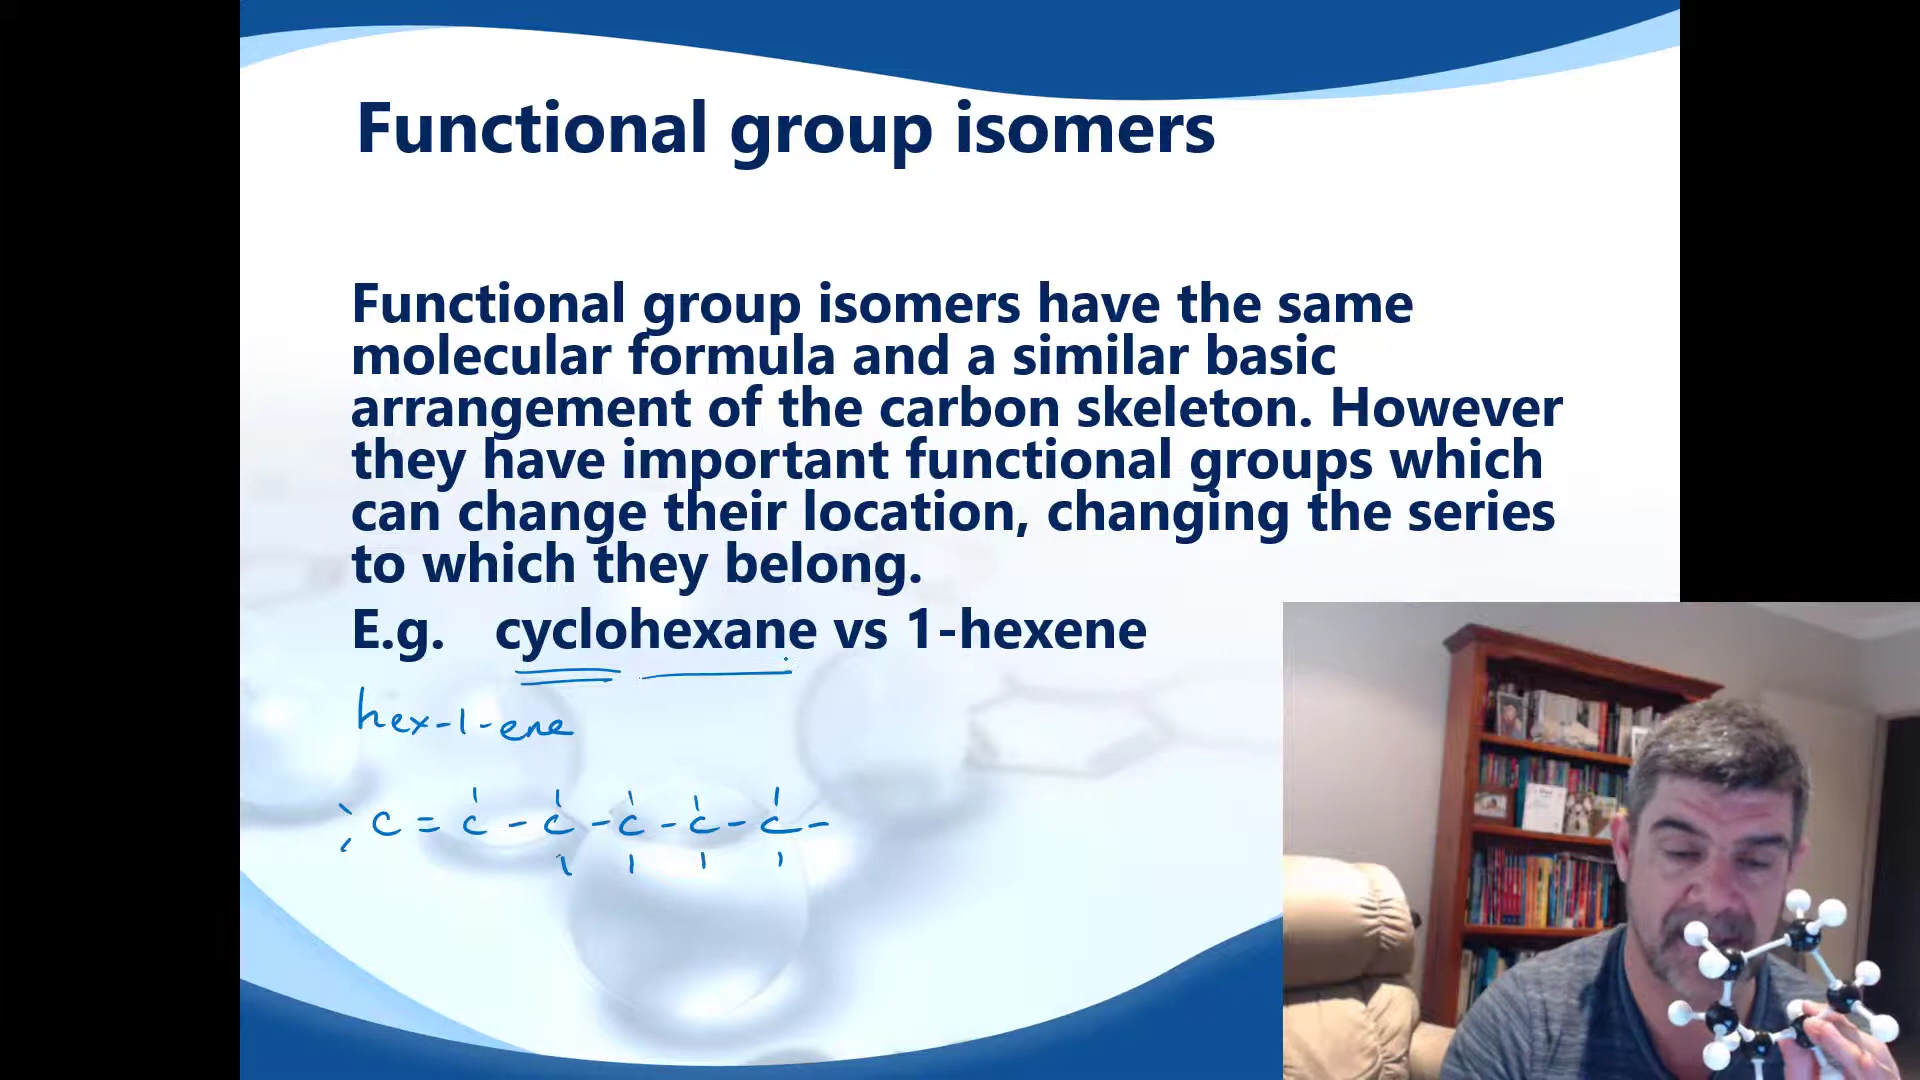 Functional group isomers
Functional group isomers have the same
molecular formula and a similar basic
arrangement of the carbon skeleton. However
they have important functional groups which
can change their location, changing the series
to which they belong.
E.g. cyclohexane vs 1-hexene
hex-1-ene
C = C - C - C - C - C -